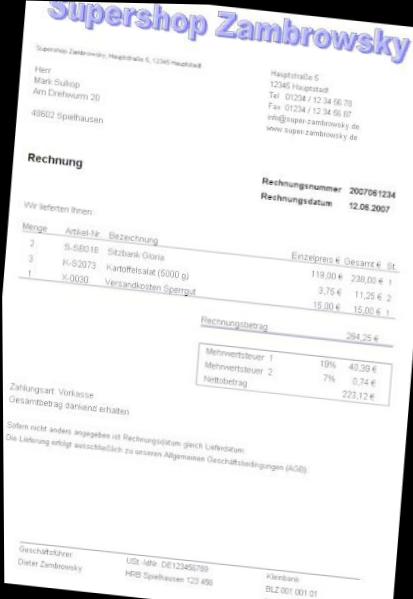 Supershop Zambrowsky
Supershop Zambrowsky, Hauptstraße 5, 12345 Hauptstadt
Hauptstraße 5
12345 Hauptstadt
Tel 01234 / 12 34 56 78
Fax 01234 / 12 34 56 87
info@super-zambrowsky.de
www.super-zambrowsky.de
Herr
Mark Sulkop
Am Drehwurm 20
48602 Spielhausen
Rechnung
Rechnungsnummer 2007061234
Rechnungsdatum 12.06.2007
Wir lieferten Ihnen:
Menge Artikel-Nr. Bezeichnung Einzelpreis € Gesamt € St.
2 S-SB018 Sitzbank Gloria 119,00 € 238,00 € 1
3 K-S2073 Kartoffelsalat (5000 g) 3,75 € 11,25 € 2
1 X-0030 Versandkosten Sperrgut 15,00 € 15,00 € 1
Rechnungsbetrag 264,25 €
Mehrwertsteuer 1 19% 40,39 €
Mehrwertsteuer 2 7% 0,74 €
Nettobetrag 223,12 €
Zahlungsart: Vorkasse
Gesamtbetrag dankend erhalten
Sofern nicht anders angegeben ist Rechnungsdatum gleich Lieferdatum.
Die Lieferung erfolgt ausschließlich zu unseren Allgemeinen Geschäftsbedingungen (AGB).
Geschäftsführer: USt.-IdNr. DE123456789 Kleinbank
Dieter Zambrowsky HRB Spielhausen 123 456 BLZ 001 001 01